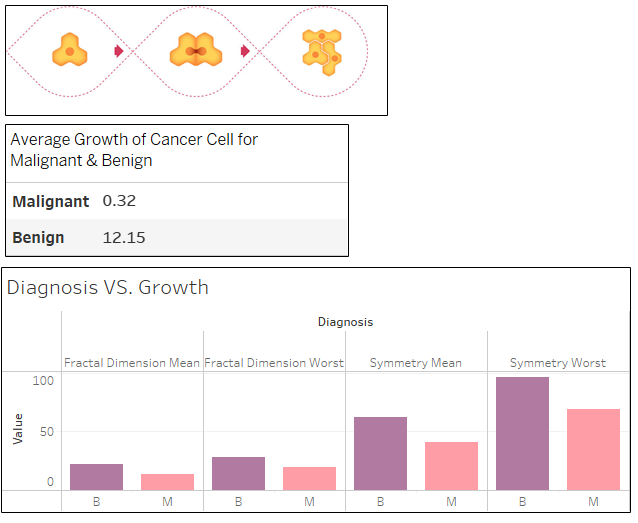 Average Growth of Cancer Cell for
Malignant & Benign
Malignant 0.32
Benign 12.15
Diagnosis VS. Growth
Diagnosis
Fractal Dimension Mean Fractal Dimension Worst Symmetry Mean Symmetry Worst
100
50
0
Value
B M B M B M B M